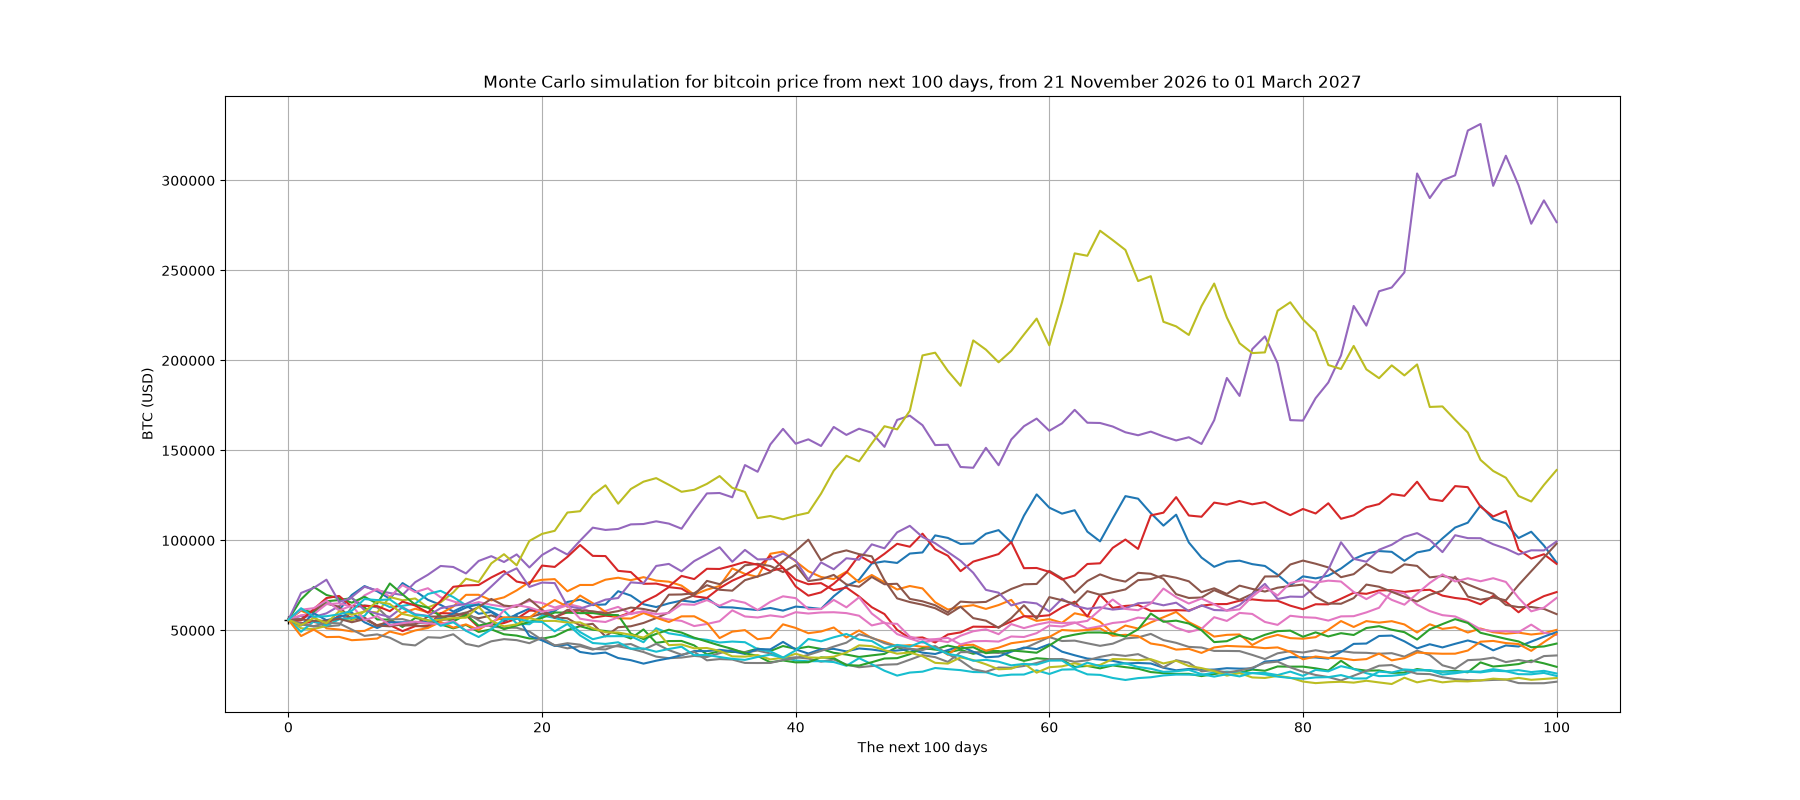 Monte Carlo simulation for bitcoin price from next 100 days, from 21 November 2026 to 01 March 2027
300000
250000
200000
150000
100000
50000
BTC (USD)
0 20 40 60 80 100
The next 100 days